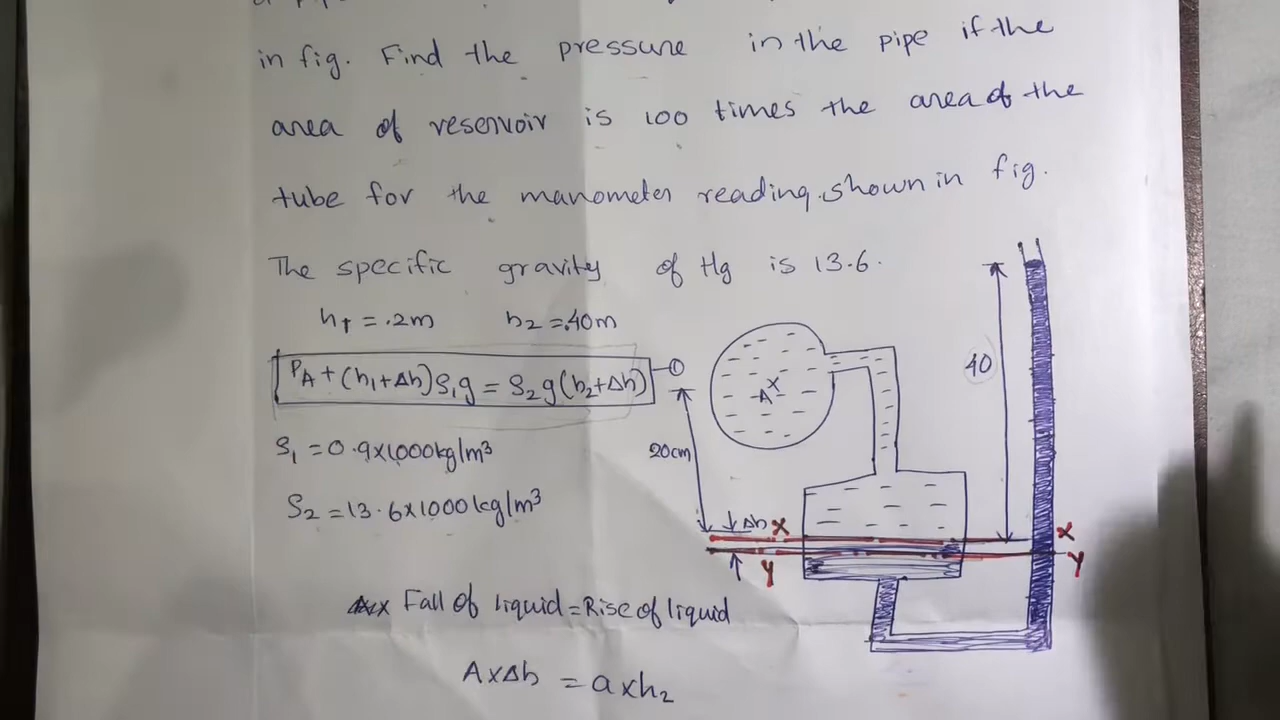 in fig. Find the pressure in the pipe if the
area of reservoir is 100 times the area of the
tube for the manometer reading shown in fig.
The specific gravity of Hg is 13.6.
h1 = .2m h2 = .40m
PA + (h1+Δh)S1g = S2g(h2+Δh) ①
S1 = 0.9x1000kg/m³
S2 = 13.6x1000kg/m³
Fall of liquid = Rise of liquid
AxΔh = axh2
A
X
40
20cm
Δh X
X
Y
Y